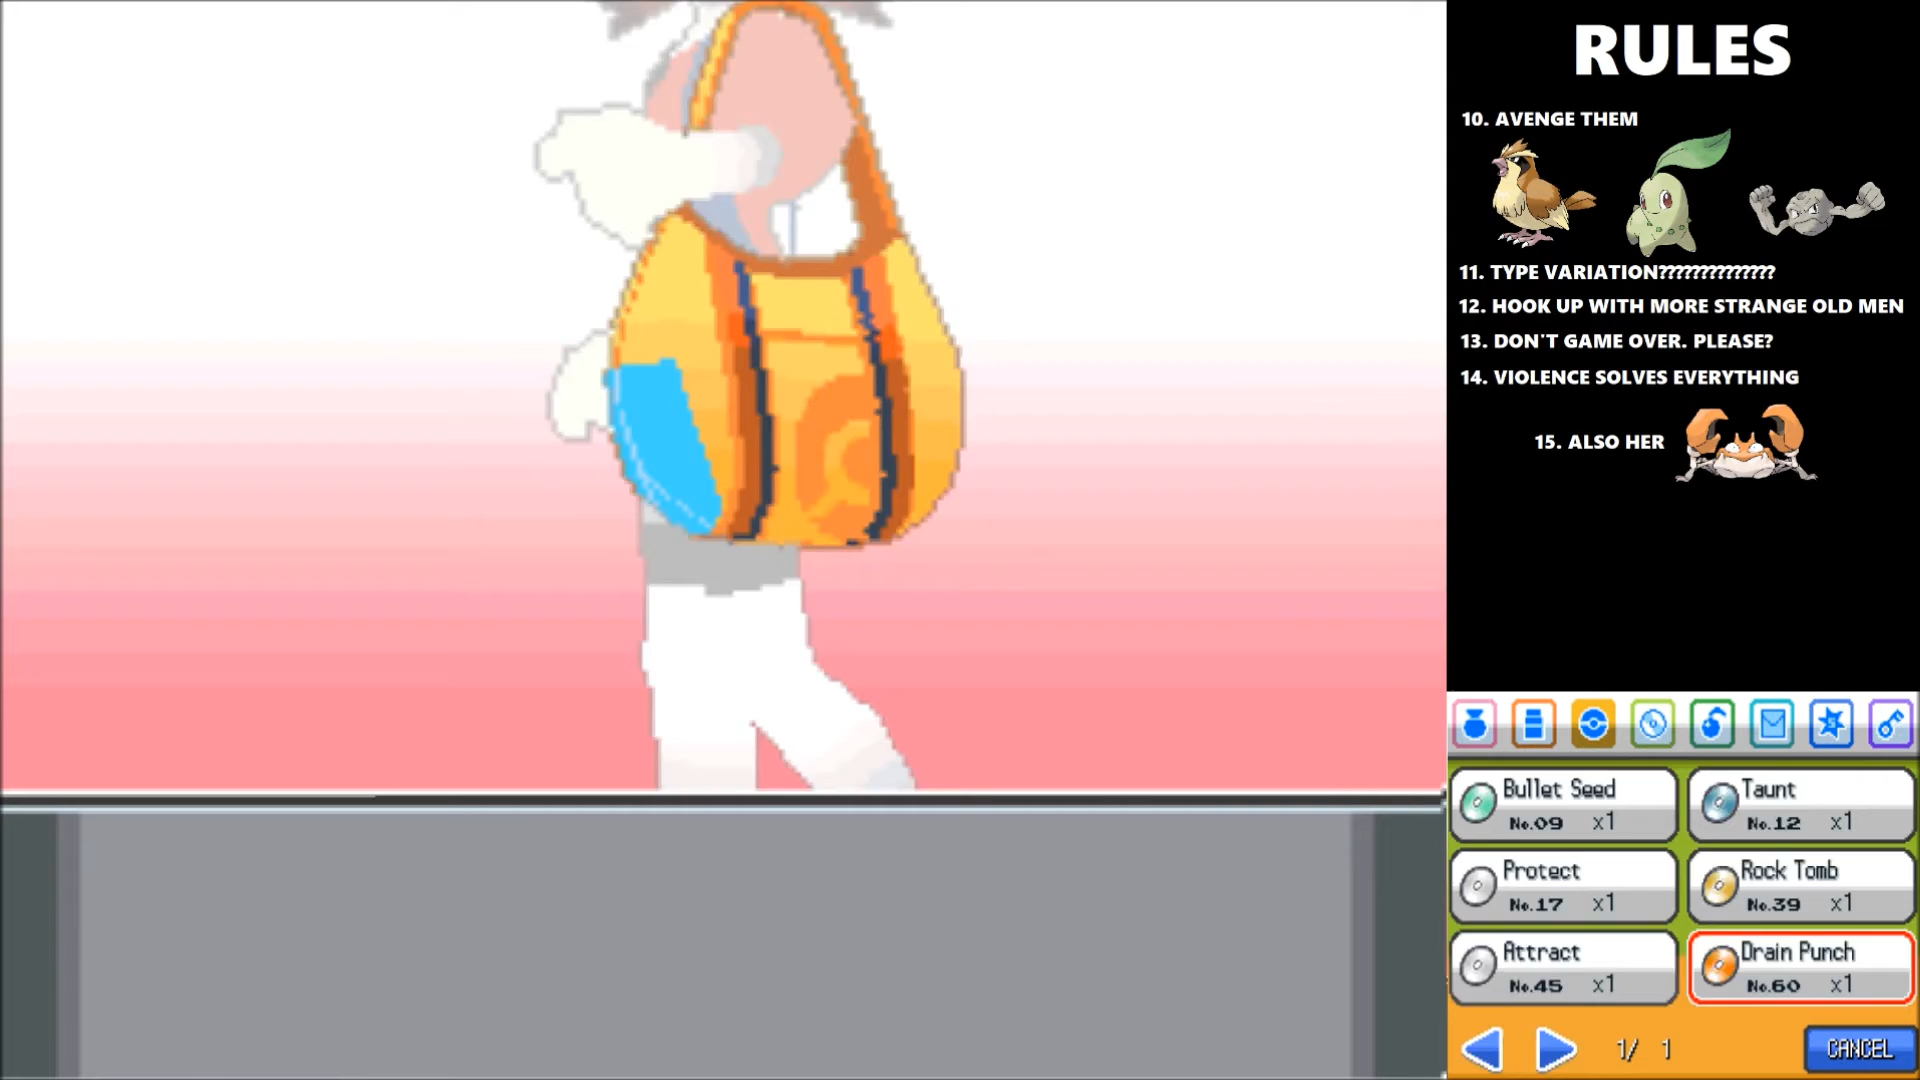 RULES
10. AVENGE THEM
11. TYPE VARIATION??????????????
12. HOOK UP WITH MORE STRANGE OLD MEN
13. DON'T GAME OVER. PLEASE?
14. VIOLENCE SOLVES EVERYTHING
15. ALSO HER
Bullet Seed
No.09 x1
Taunt
No.12 x1
Protect
No.17 x1
Rock Tomb
No.39 x1
Attract
No.45 x1
Drain Punch
No.60 x1
1/ 1
CANCEL